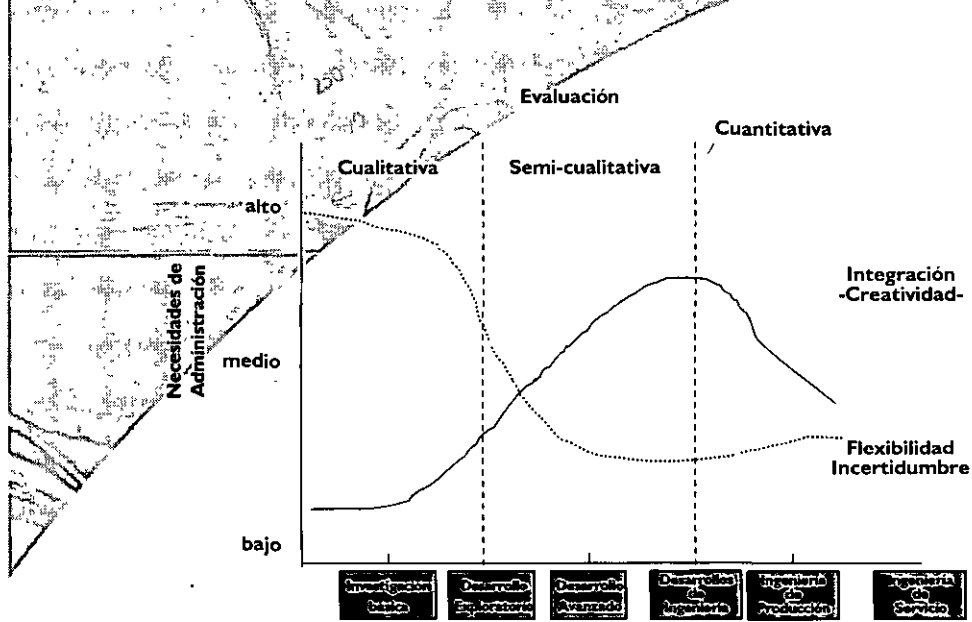 Evaluación
Cuantitativa
Cualitativa
Semi-cualitativa
alto
Necesidades de
Administración
medio
bajo
Integración
-Creatividad-
Flexibilidad
Incertidumbre
Investigación
básica
Desarrollo
Exploratorio
Desarrollo
Avanzado
Desarrollos
de
Ingeniería
Ingeniería
de
Producción
Ingeniería
de
Servicio